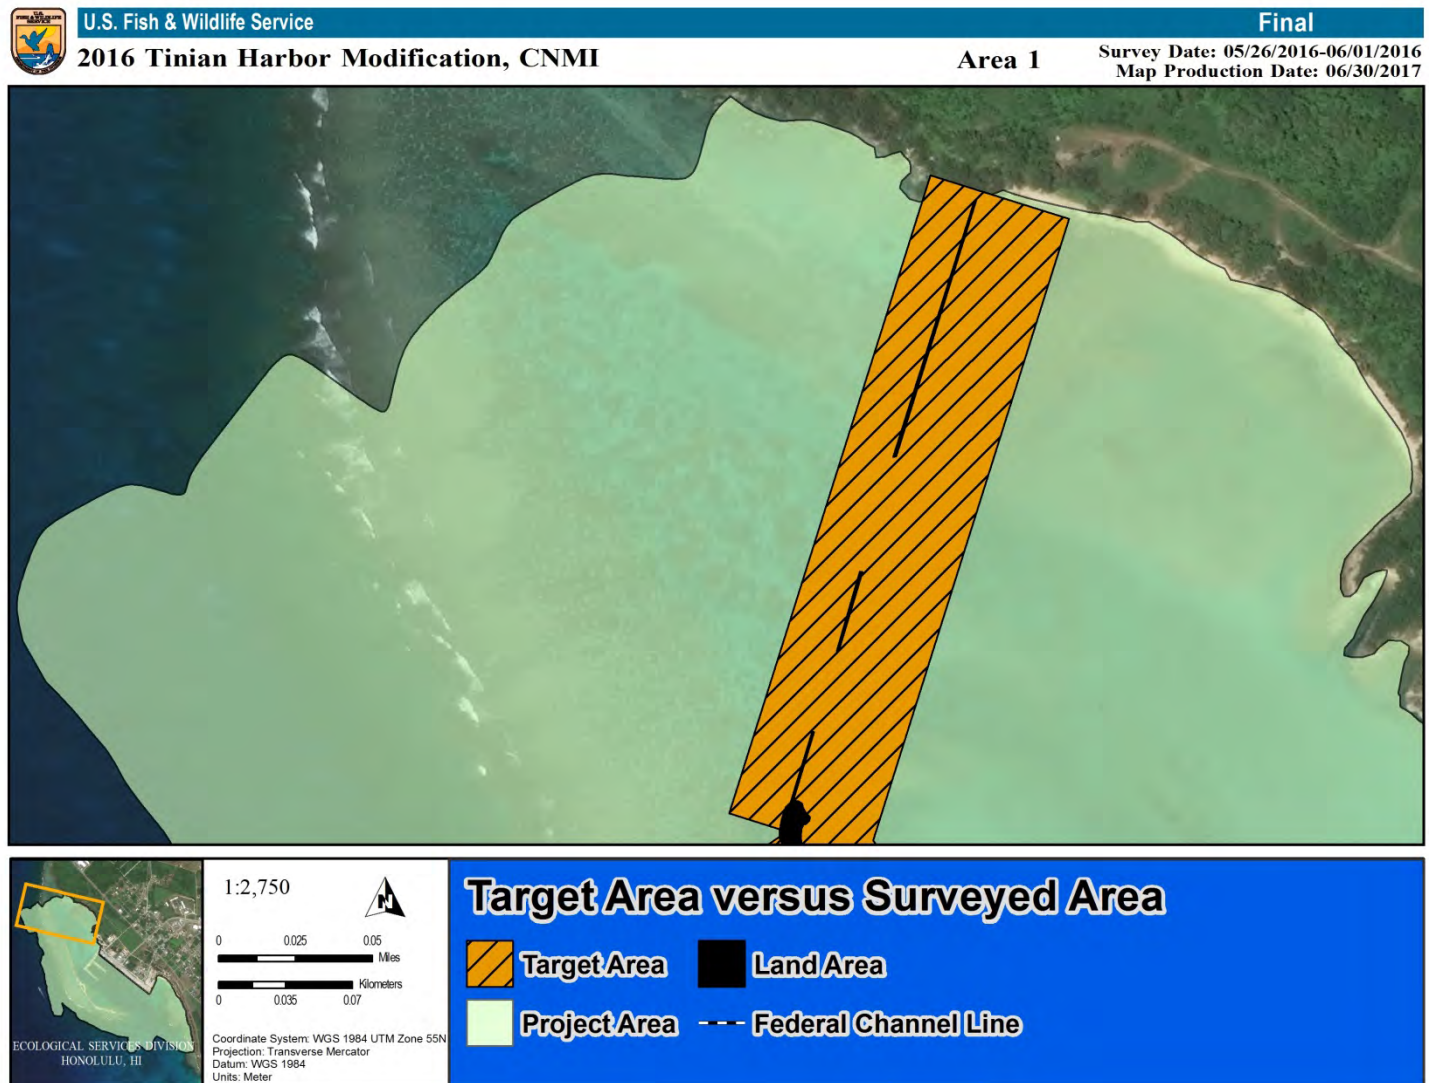 U.S.
FISH & WILDLIFE
SERVICE
U.S. Fish & Wildlife Service
Final
2016 Tinian Harbor Modification, CNMI
Area 1
Survey Date: 05/26/2016-06/01/2016
Map Production Date: 06/30/2017
1:2,750
N
0 0.025 0.05
Miles
Kilometers
0 0.035 0.07
Coordinate System: WGS 1984 UTM Zone 55N
Projection: Transverse Mercator
Datum: WGS 1984
Units: Meter
ECOLOGICAL SERVICES DIVISION
HONOLULU, HI
Target Area versus Surveyed Area
Target Area
Land Area
Project Area
Federal Channel Line